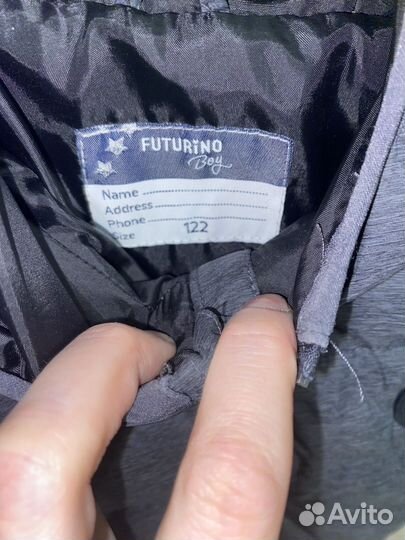 FUTURINO
Boy
Name
Address
Phone
Size 122
Avito